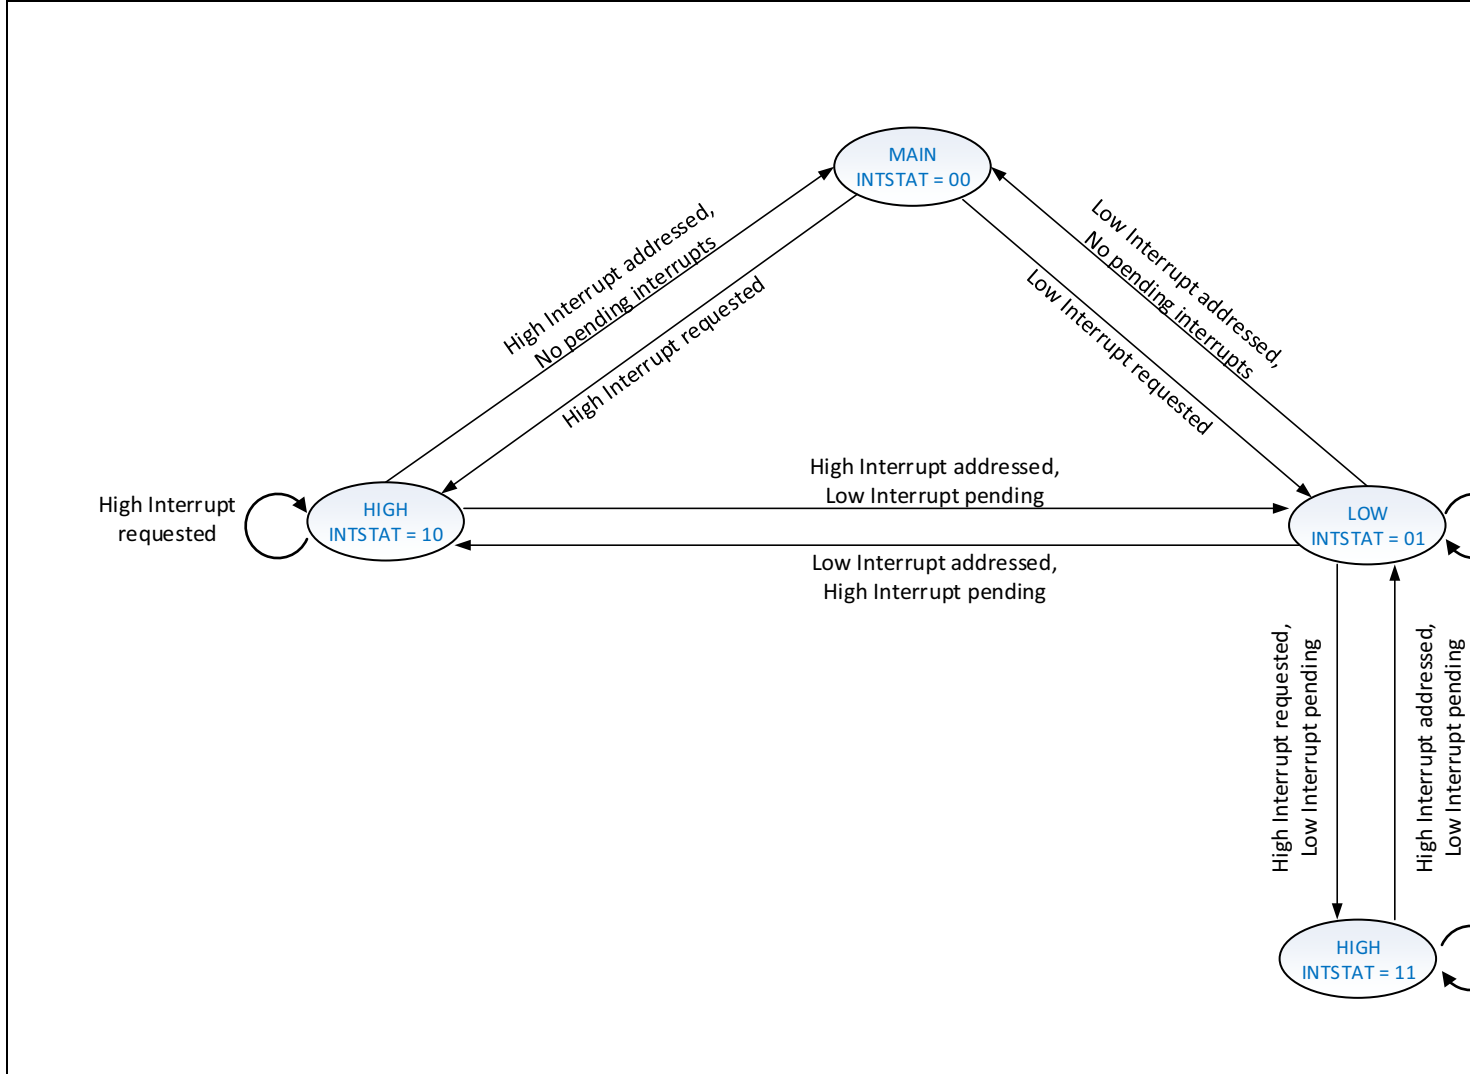 MAIN
INTSTAT = 00
High Interrupt addressed,
No pending interrupts
High Interrupt requested
Low Interrupt addressed,
No pending interrupts
Low Interrupt requested
High Interrupt
requested
HIGH
INTSTAT = 10
High Interrupt addressed,
Low Interrupt pending
Low Interrupt addressed,
High Interrupt pending
LOW
INTSTAT = 01
High Interrupt requested,
Low Interrupt pending
High Interrupt addressed,
Low Interrupt pending
HIGH
INTSTAT = 11